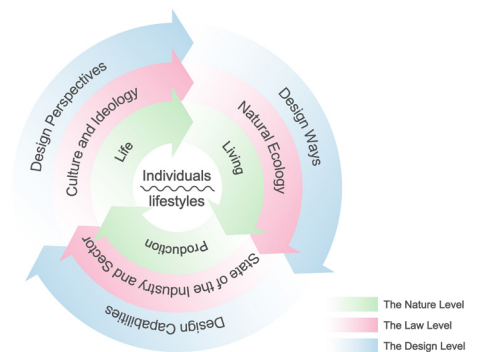 Design Perspectives
Culture and Ideology
Life
Design Ways
Natural Ecology
Living
Individuals
lifestyles
Production
State of the Industry and Sector
Design Capabilities
The Nature Level
The Law Level
The Design Level